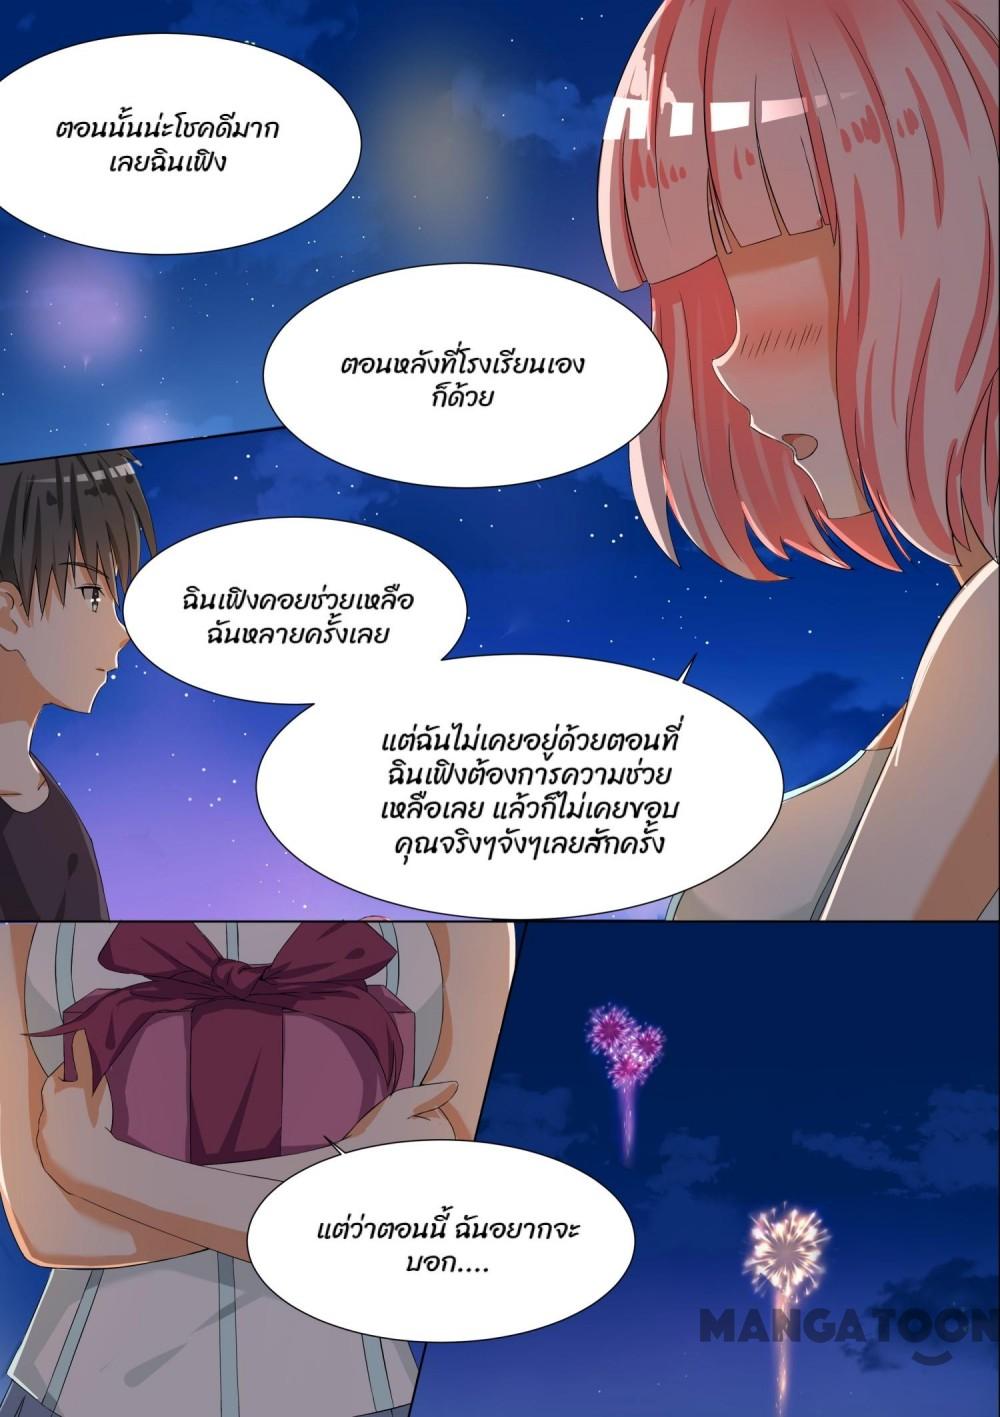 ตอนนั้นน่ะโชคดีมาก
เลยฉินเฟิง
ตอนหลังที่โรงเรียนเอง
ก็ด้วย
ฉินเฟิงคอยช่วยเหลือ
ฉันหลายครั้งเลย
แต่ฉันไม่เคยอยู่ด้วยตอนที่
ฉินเฟิงต้องการความช่วย
เหลือเลย แล้วก็ไม่เคยขอบ
คุณจริงๆจังๆเลยสักครั้ง
แต่ว่าตอนนี้ ฉันอยากจะ
บอก....
MANGATOON